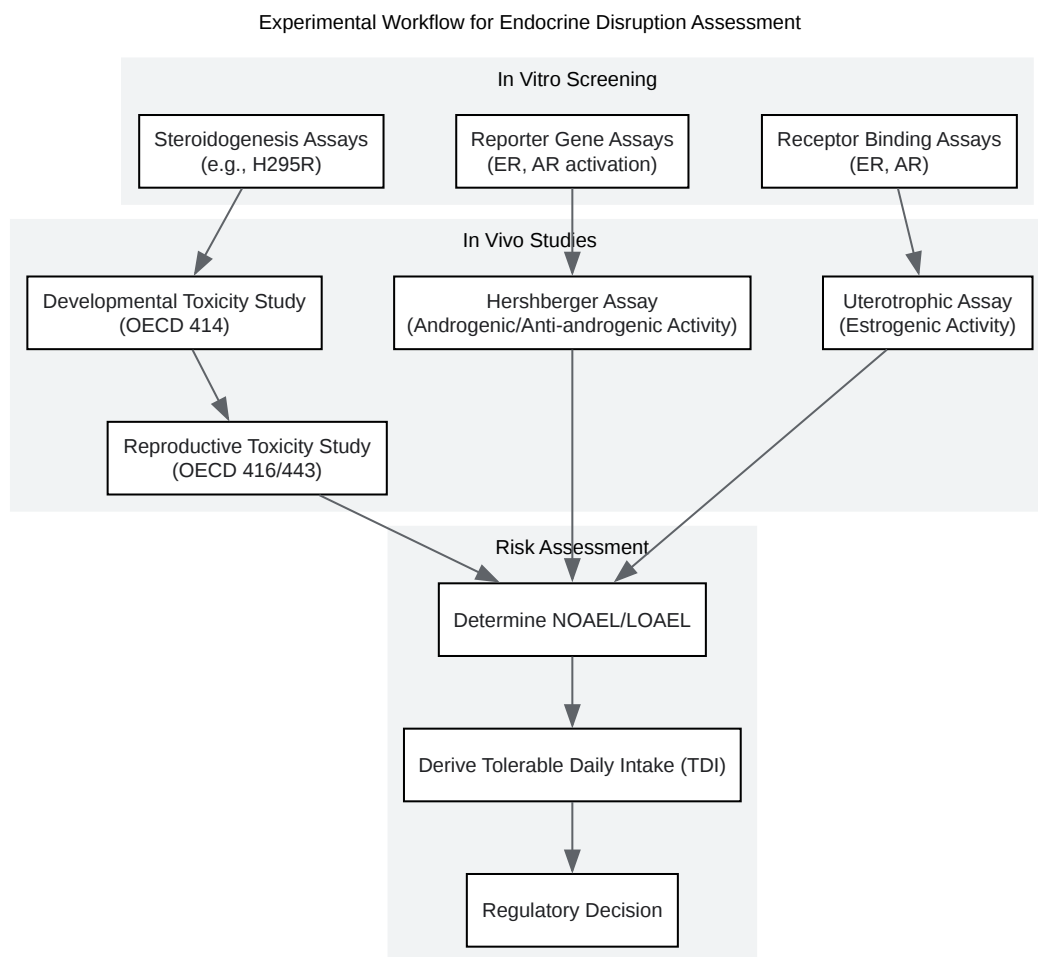 Experimental Workflow for Endocrine Disruption Assessment
In Vitro Screening
Steroidogenesis Assays
(e.g., H295R)
Reporter Gene Assays
(ER, AR activation)
Receptor Binding Assays
(ER, AR)
In Vivo Studies
Developmental Toxicity Study
(OECD 414)
Hershberger Assay
(Androgenic/Anti-androgenic Activity)
Uterotrophic Assay
(Estrogenic Activity)
Reproductive Toxicity Study
(OECD 416/443)
Risk Assessment
Determine NOAEL/LOAEL
Derive Tolerable Daily Intake (TDI)
Regulatory Decision